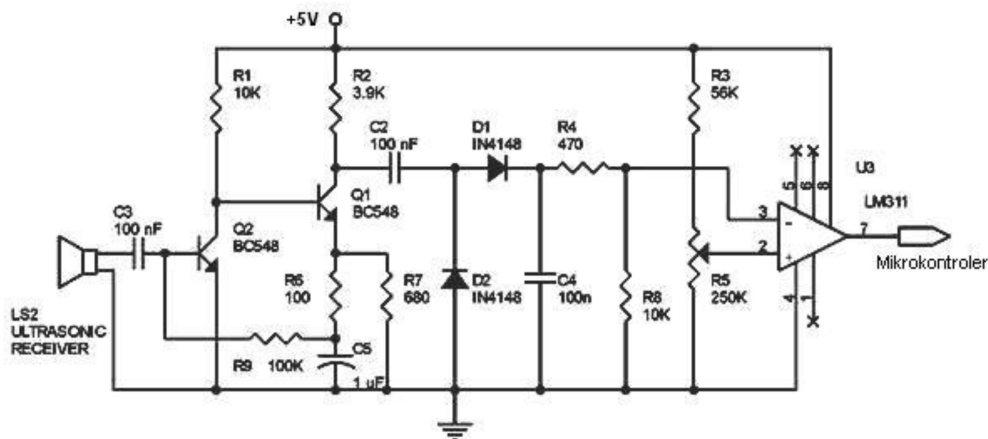 +5V
R1
10K
R2
3.9K
R3
56K
C2
100 nF
D1
IN4148
R4
470
U3
LM311
5
6
8
3
-
7
2
+
4
1
Mikrokontroler
Q1
BC548
C3
100 nF
Q2
BC548
R6
100
R7
680
D2
IN4148
C4
100n
R8
10K
R5
250K
LS2
ULTRASONIC
RECEIVER
R9 100K
C5
1 uF